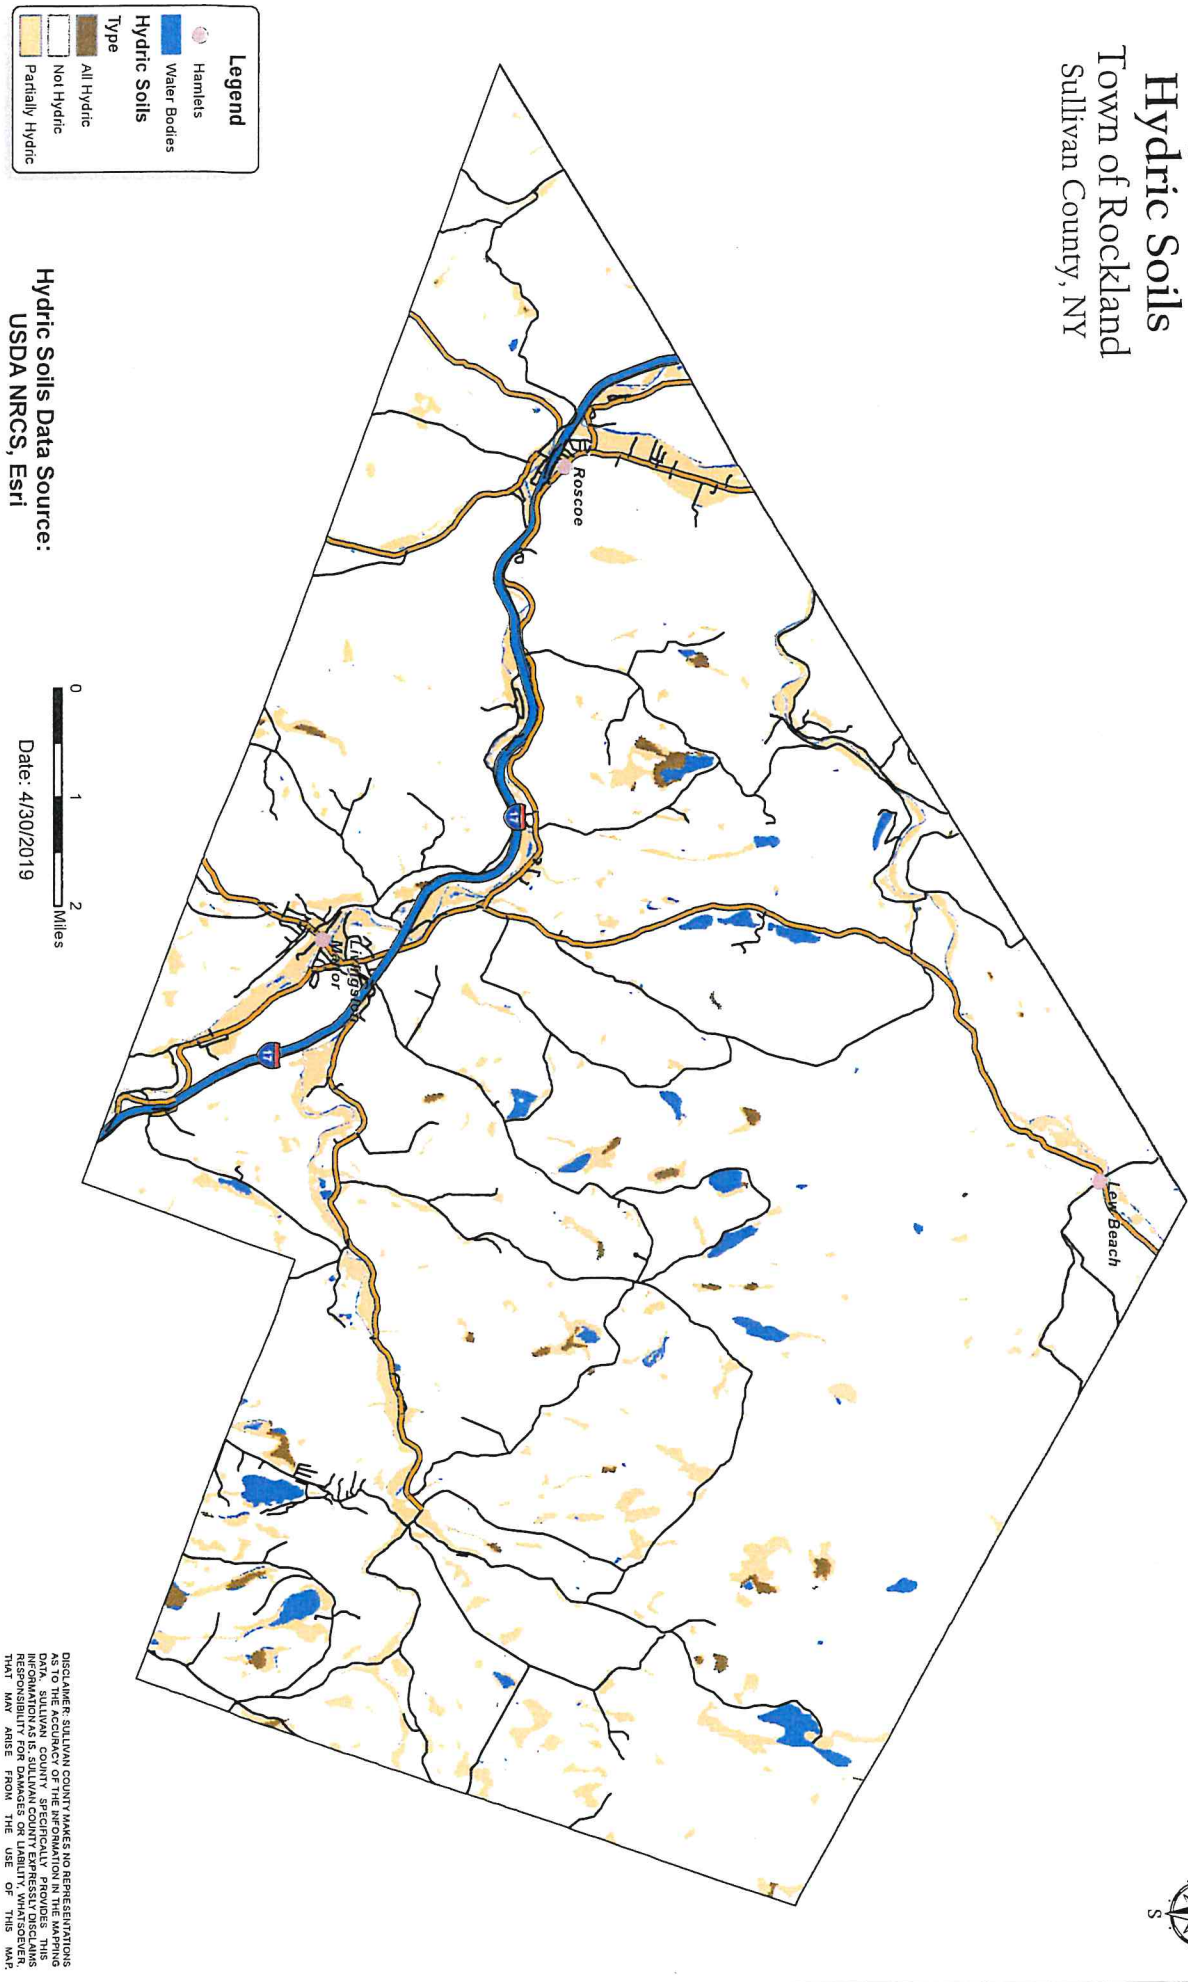 Hydric Soils
Town of Rockland
Sullivan County, NY
Roscoe
Lew Beach
Livingston
Manor
17
17
Legend
Hamlets
Water Bodies
Hydric Soils
Type
All Hydric
Not Hydric
Partially Hydric
Hydric Soils Data Source:
USDA NRCS, Esri
0 1 2
Miles
Date: 4/30/2019
S
DISCLAIMER: SULLIVAN COUNTY MAKES NO REPRESENTATIONS
AS TO THE ACCURACY OF THE INFORMATION IN THE MAPPING
DATA. SULLIVAN COUNTY SPECIFICALLY PROVIDES THIS
INFORMATION AS IS. SULLIVAN COUNTY EXPRESSLY DISCLAIMS
RESPONSIBILITY FOR DAMAGES OR LIABILITY, WHATSOEVER,
THAT MAY ARISE FROM THE USE OF THIS MAP.